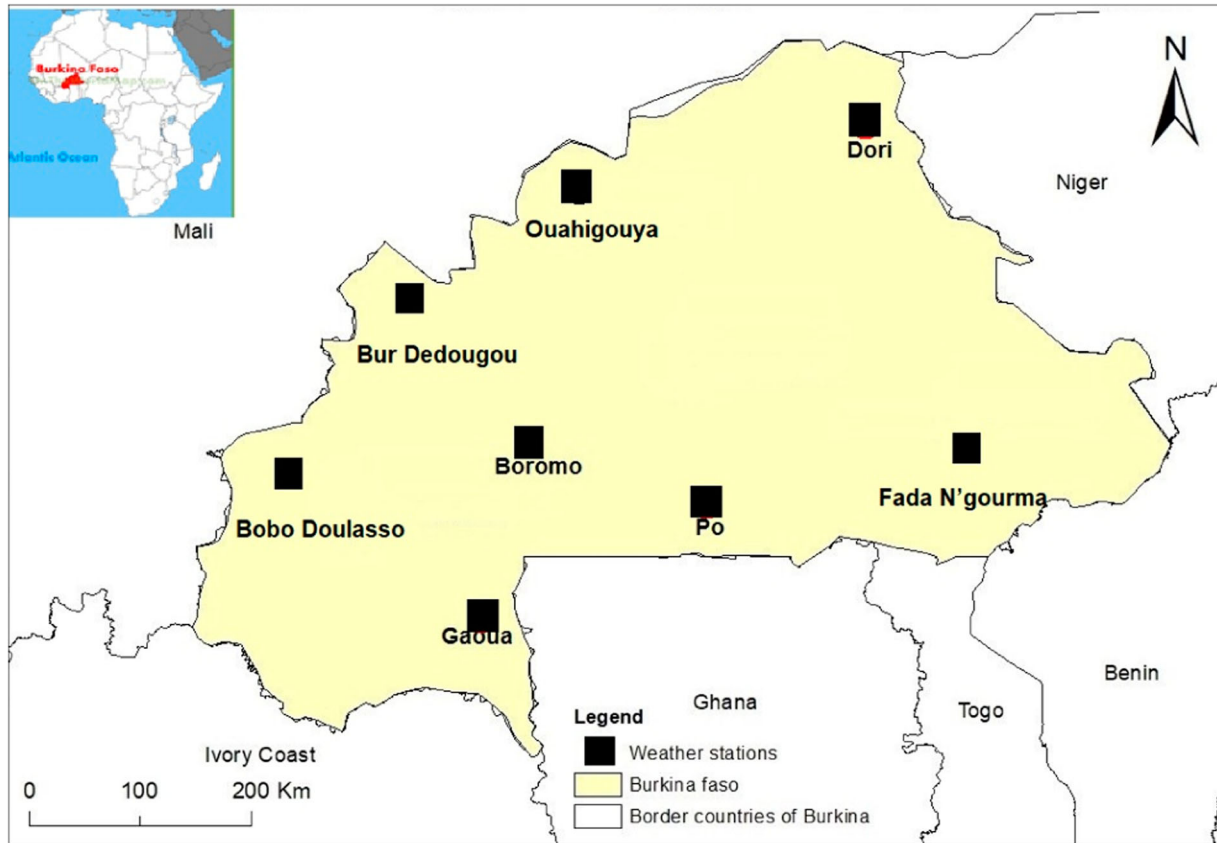 Burkina Faso
Atlantic Ocean
N
Mali
Niger
Dori
Ouahigouya
Bur Dedougou
Boromo
Bobo Doulasso
Po
Fada N’gourma
Gaoua
Ghana
Togo
Benin
Ivory Coast
0 100 200 Km
Legend
Weather stations
Burkina faso
Border countries of Burkina